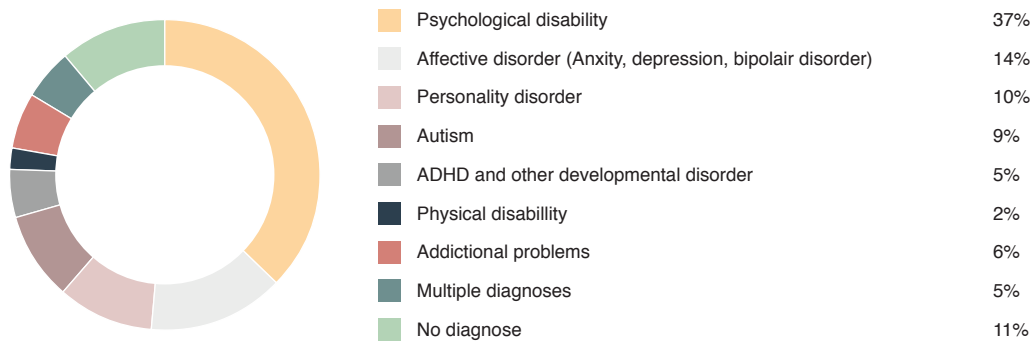 Psychological disability 37%
Affective disorder (Anxity, depression, bipolair disorder) 14%
Personality disorder 10%
Autism 9%
ADHD and other developmental disorder 5%
Physical disabillity 2%
Addictional problems 6%
Multiple diagnoses 5%
No diagnose 11%